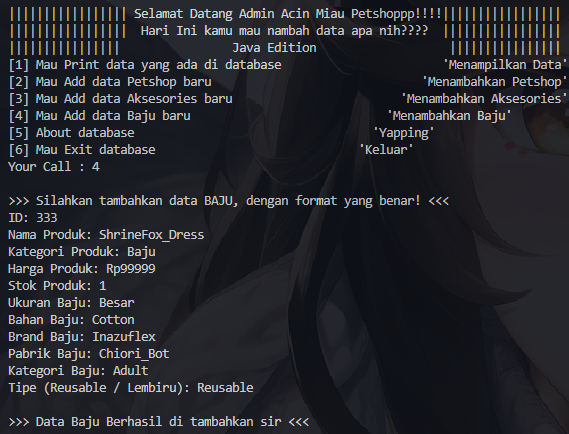 ||||||||||||||||| Selamat Datang Admin Acin Miau Petshoppp!!!!|||||||||||||||||
||||||||||||||||| Hari Ini kamu mau nambah data apa nih???? |||||||||||||||||
|||||||||||||||| Java Edition ||||||||||||||||
[1] Mau Print data yang ada di database 'Menampilkan Data'
[2] Mau Add data Petshop baru 'Menambahkan Petshop'
[3] Mau Add data Aksesories baru 'Menambahkan Aksesories'
[4] Mau Add data Baju baru 'Menambahkan Baju'
[5] About database 'Yapping'
[6] Mau Exit database 'Keluar'
Your Call : 4
>>> Silahkan tambahkan data BAJU, dengan format yang benar! <<<
ID: 333
Nama Produk: ShrineFox_Dress
Kategori Produk: Baju
Harga Produk: Rp99999
Stok Produk: 1
Ukuran Baju: Besar
Bahan Baju: Cotton
Brand Baju: Inazuflex
Pabrik Baju: Chiori_Bot
Kategori Baju: Adult
Tipe (Reusable / Lembiru): Reusable
>>> Data Baju Berhasil di tambahkan sir <<<